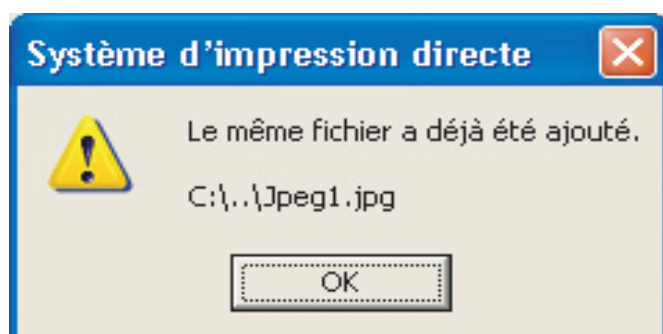 Système d'impression directe
Le même fichier a déjà été ajouté.
C:\..\Jpeg1.jpg
OK